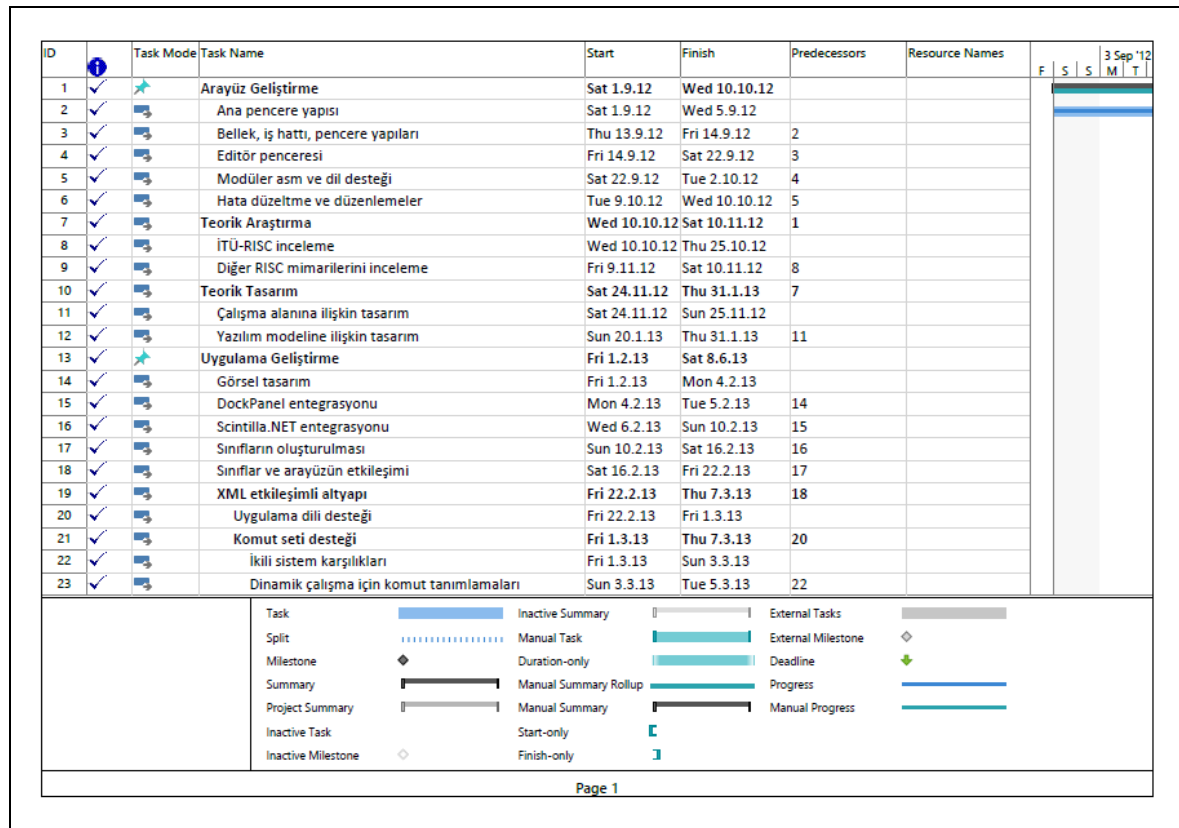 ID Task Mode Task Name Start Finish Predecessors Resource Names 3 Sep '12
F S S M T
1 Arayüz Geliştirme Sat 1.9.12 Wed 10.10.12
2 Ana pencere yapısı Sat 1.9.12 Wed 5.9.12
3 Bellek, iş hattı, pencere yapıları Thu 13.9.12 Fri 14.9.12 2
4 Editör penceresi Fri 14.9.12 Sat 22.9.12 3
5 Modüler asm ve dil desteği Sat 22.9.12 Tue 2.10.12 4
6 Hata düzeltme ve düzenlemeler Tue 9.10.12 Wed 10.10.12 5
7 Teorik Araştırma Wed 10.10.12 Sat 10.11.12 1
8 İTÜ-RISC inceleme Wed 10.10.12 Thu 25.10.12
9 Diğer RISC mimarilerini inceleme Fri 9.11.12 Sat 10.11.12 8
10 Teorik Tasarım Sat 24.11.12 Thu 31.1.13 7
11 Çalışma alanına ilişkin tasarım Sat 24.11.12 Sun 25.11.12
12 Yazılım modeline ilişkin tasarım Sun 20.1.13 Thu 31.1.13 11
13 Uygulama Geliştirme Fri 1.2.13 Sat 8.6.13
14 Görsel tasarım Fri 1.2.13 Mon 4.2.13
15 DockPanel entegrasyonu Mon 4.2.13 Tue 5.2.13 14
16 Scintilla.NET entegrasyonu Wed 6.2.13 Sun 10.2.13 15
17 Sınıfların oluşturulması Sun 10.2.13 Sat 16.2.13 16
18 Sınıflar ve arayüzün etkileşimi Sat 16.2.13 Fri 22.2.13 17
19 XML etkileşimli altyapı Fri 22.2.13 Thu 7.3.13 18
20 Uygulama dili desteği Fri 22.2.13 Fri 1.3.13
21 Komut seti desteği Fri 1.3.13 Thu 7.3.13 20
22 İkili sistem karşılıkları Fri 1.3.13 Sun 3.3.13
23 Dinamik çalışma için komut tanımlamaları Sun 3.3.13 Tue 5.3.13 22
Task Inactive Summary External Tasks
Split Manual Task External Milestone
Milestone Duration-only Deadline
Summary Manual Summary Rollup Progress
Project Summary Manual Summary Manual Progress
Inactive Task Start-only
Inactive Milestone Finish-only
Page 1